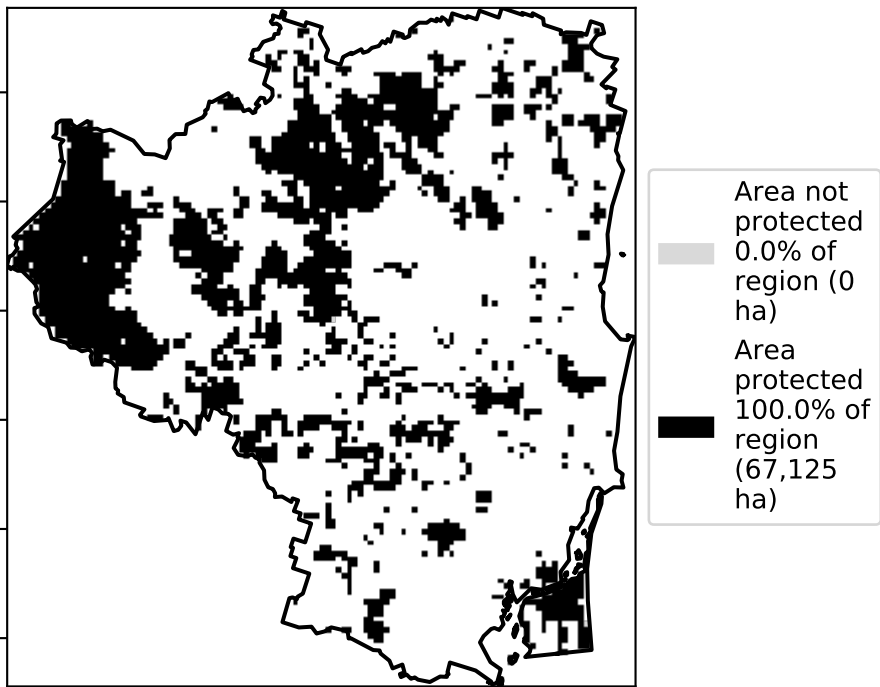 Area not
protected
0.0% of
region (0
ha)
Area
protected
100.0% of
region
(67,125
ha)